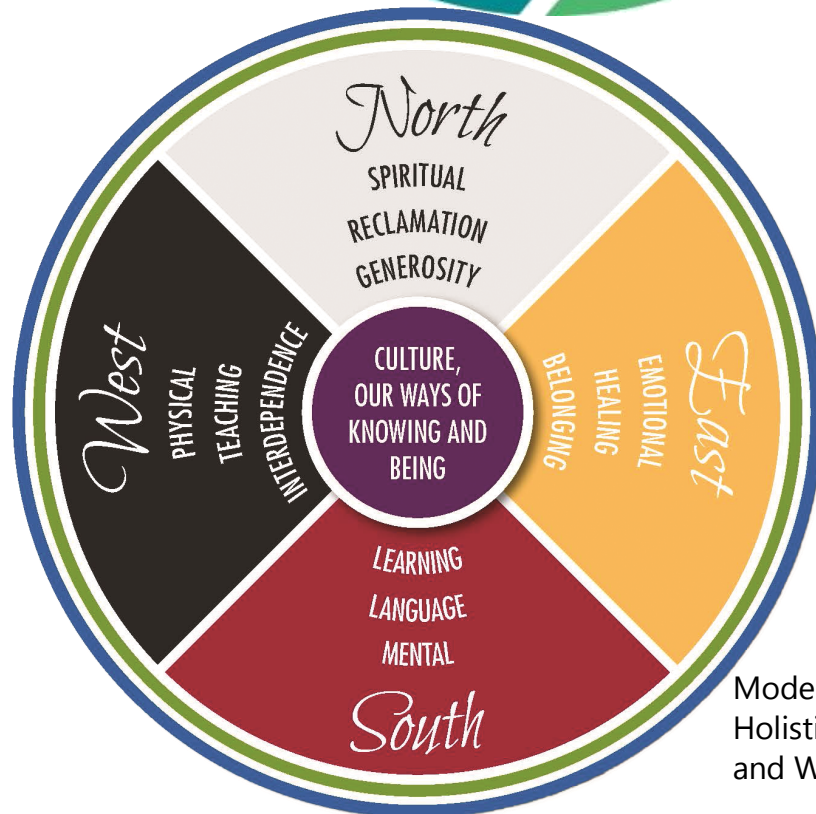 North
SPIRITUAL
RECLAMATION
GENEROSITY
West
PHYSICAL
TEACHING
INTERDEPENDENCE
CULTURE,
OUR WAYS OF
KNOWING AND
BEING
East
EMOTIONAL
HEALING
BELONGING
LEARNING
LANGUAGE
MENTAL
South
and